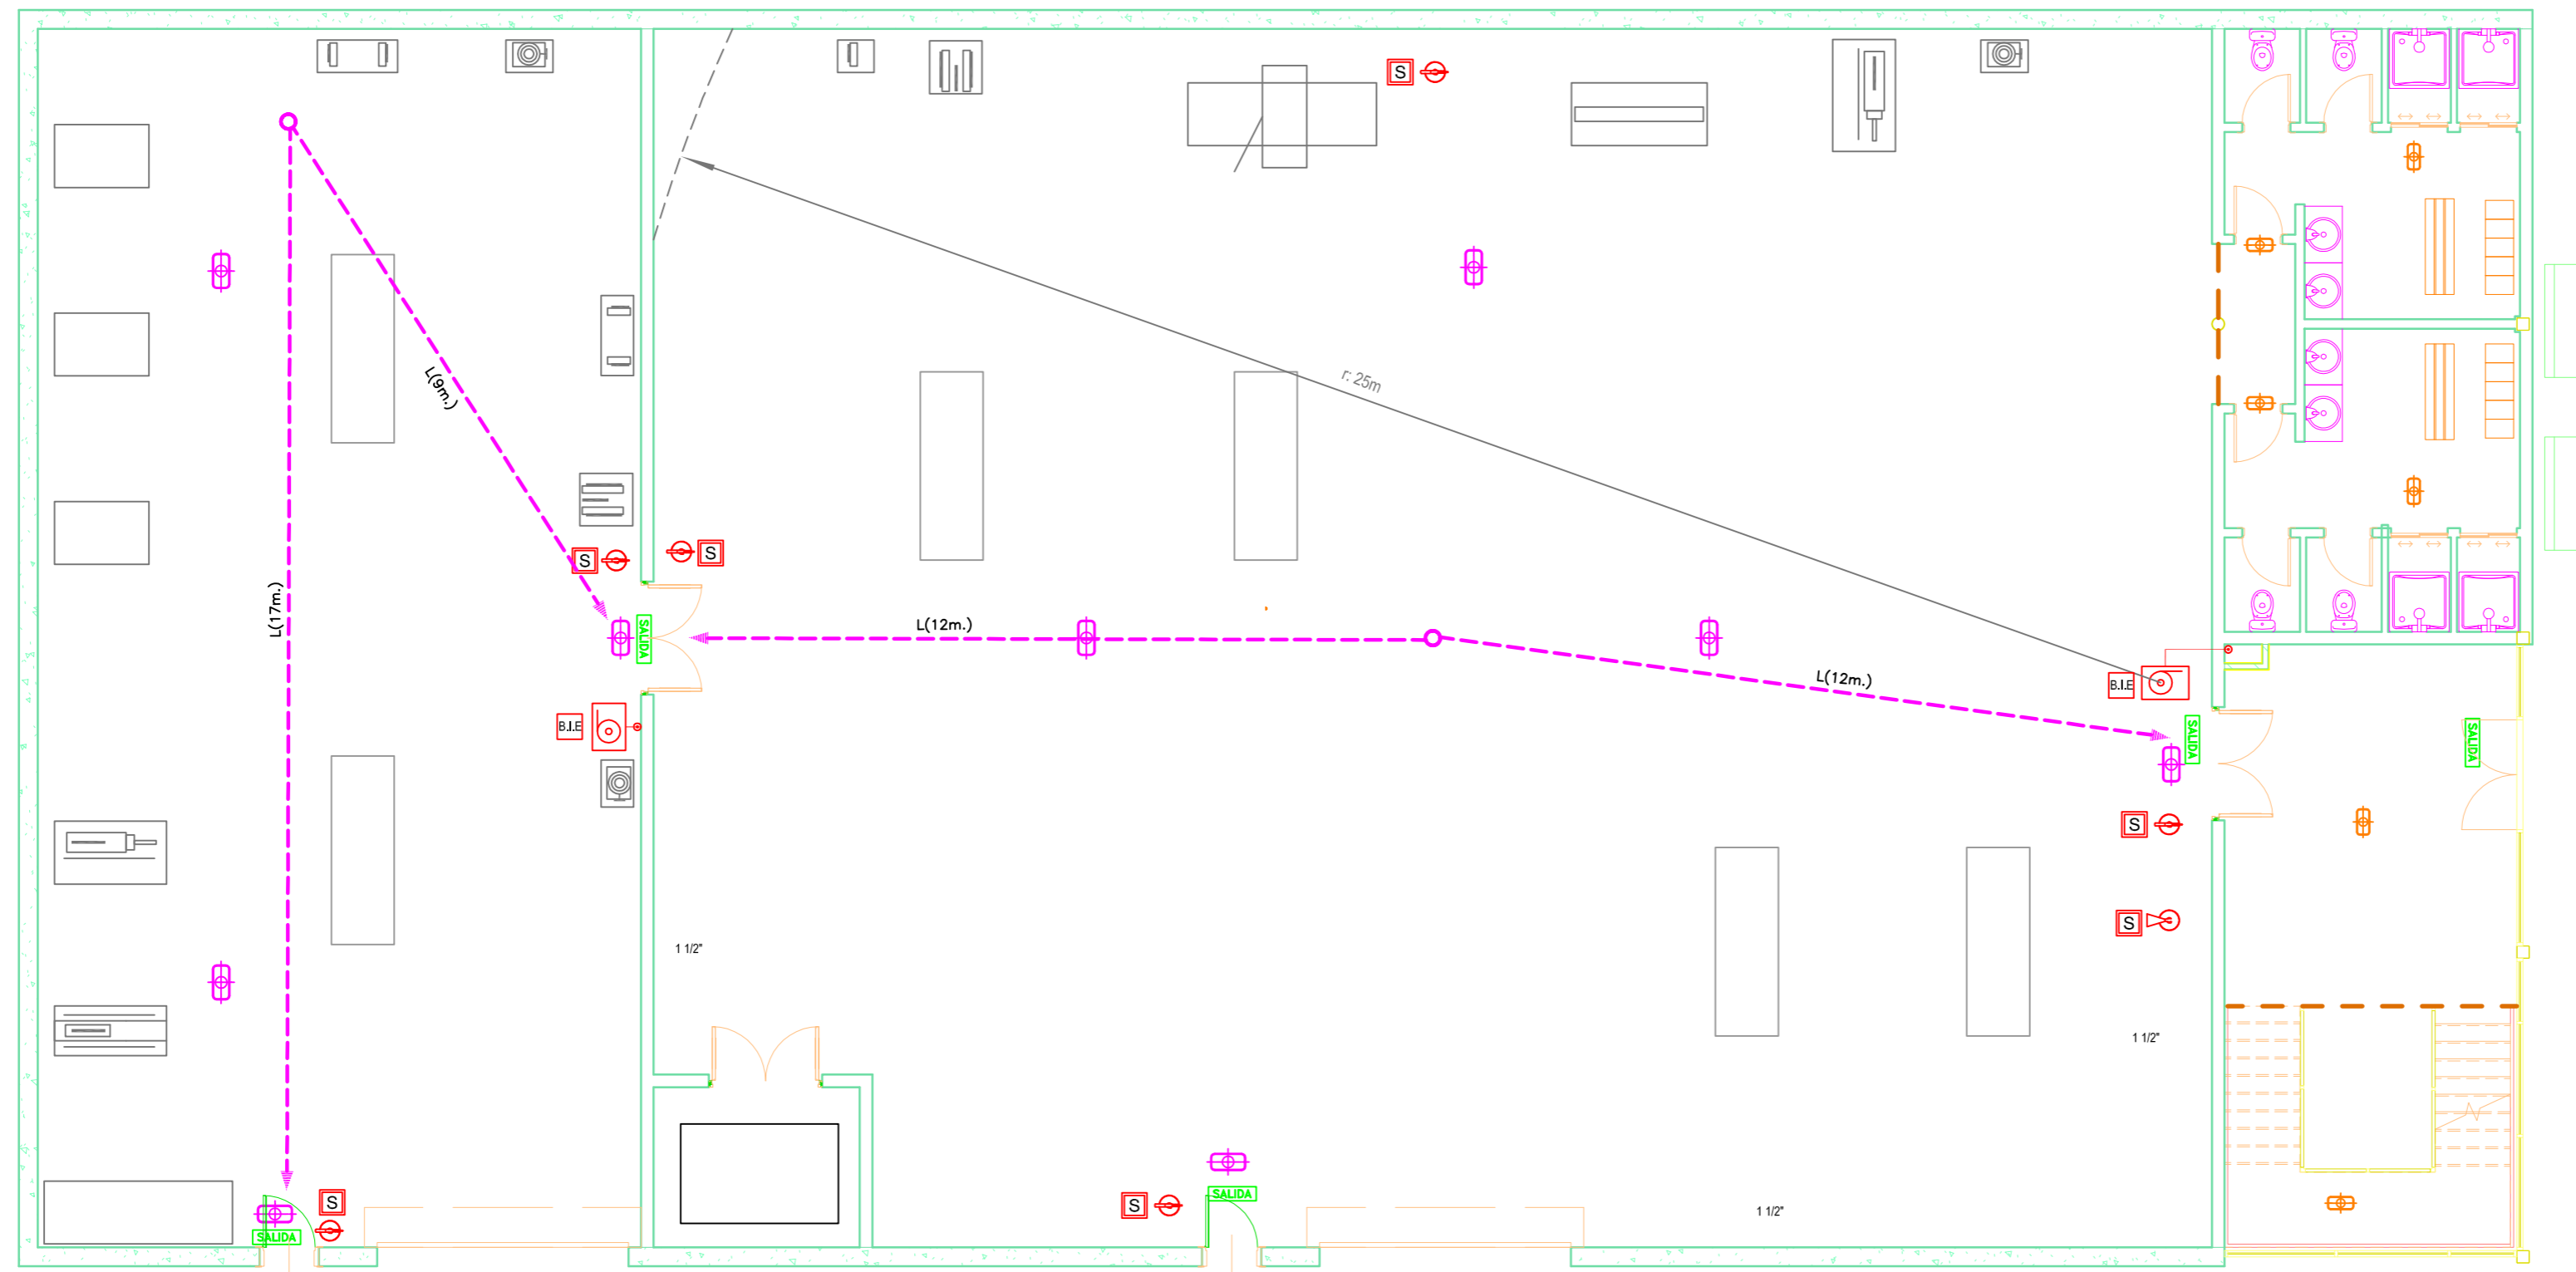 S
r: 25m
L(9m.)
S
S
L(17m.)
SALIDA
L(12m.)
L(12m.)
B.I.E
B.I.E
SALIDA
SALIDA
S
S
1 1/2"
1 1/2"
S
SALIDA
S
SALIDA
1 1/2"